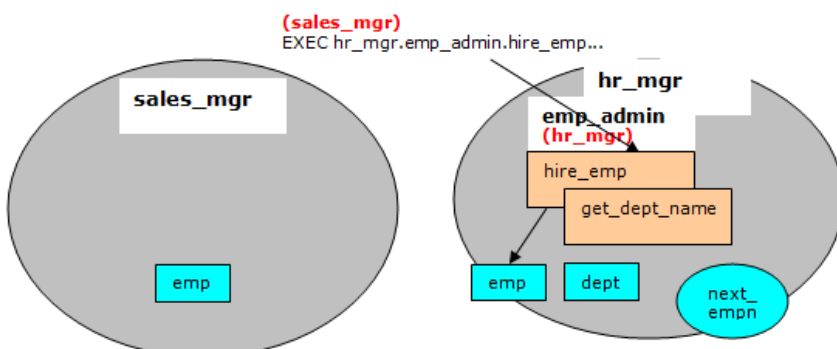 (sales_mgr)
EXEC hr_mgr.emp_admin.hire_emp...
sales_mgr
hr_mgr
emp_admin
(hr_mgr)
hire_emp
get_dept_name
emp
emp
dept
next_
empn